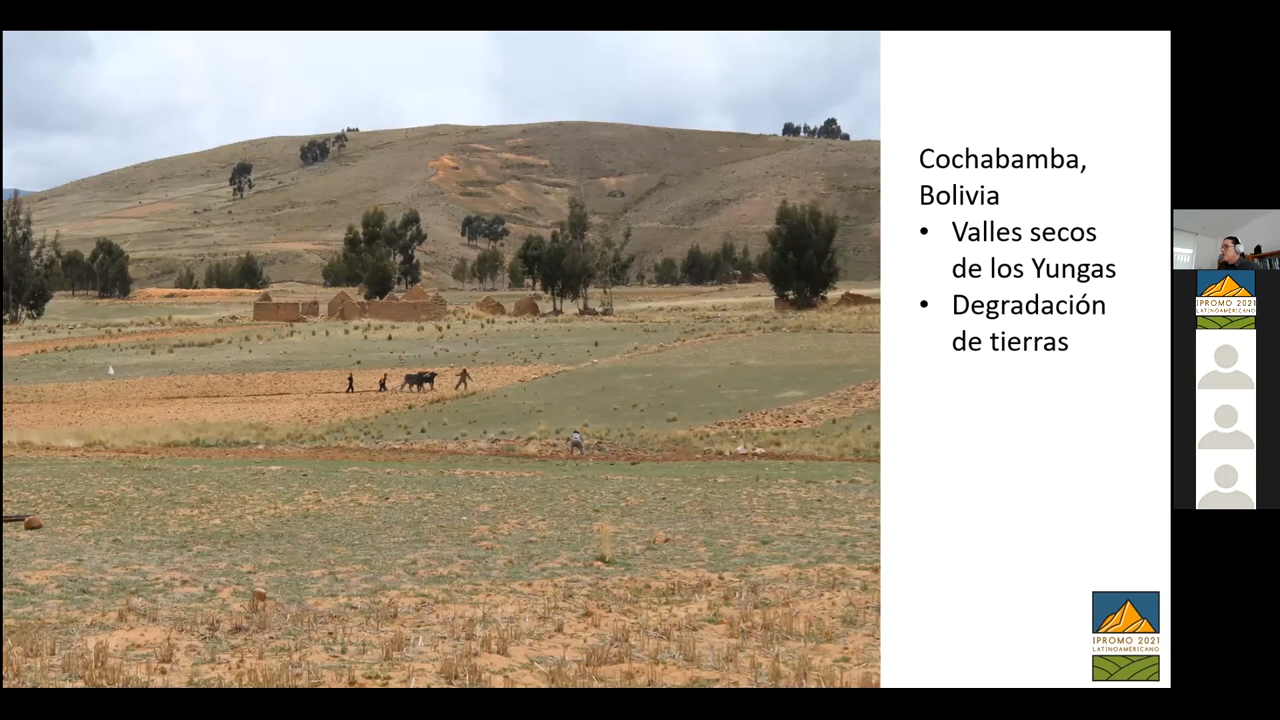 Cochabamba,
Bolivia
• Valles secos
de los Yungas
• Degradación
de tierras
IPROMO 2021
LATINOAMERICANO
IPROMO 2021
LATINOAMERICANO